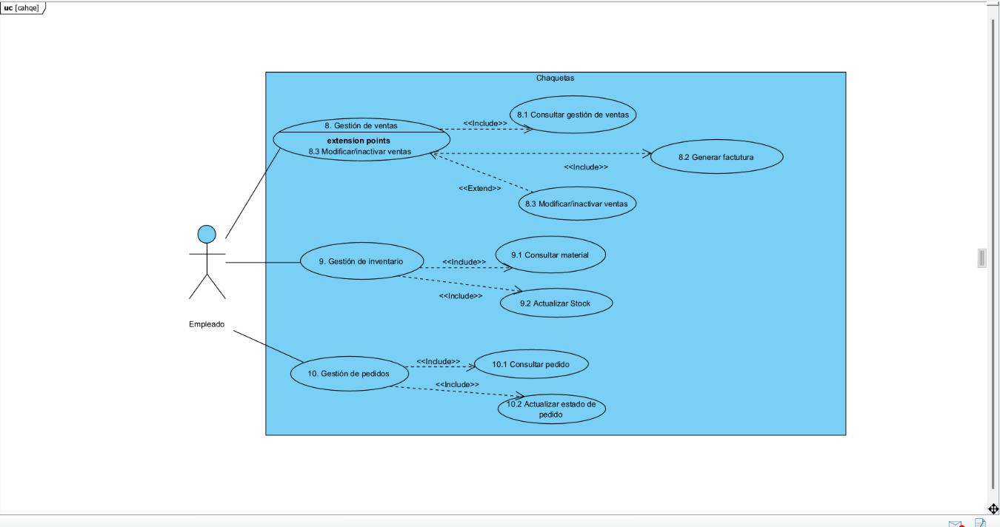 uc [cahqe]
Chaquetas
8. Gestión de ventas
extension points
8.3 Modificar/inactivar ventas
<<Include>>
8.1 Consultar gestión de ventas
<<Include>>
8.2 Generar factutura
<<Extend>>
8.3 Modificar/inactivar ventas
9. Gestión de inventario
<<Include>>
9.1 Consultar material
<<Include>>
9.2 Actualizar Stock
Empleado
10. Gestión de pedidos
<<Include>>
10.1 Consultar pedido
<<Include>>
10.2 Actualizar estado de
pedido